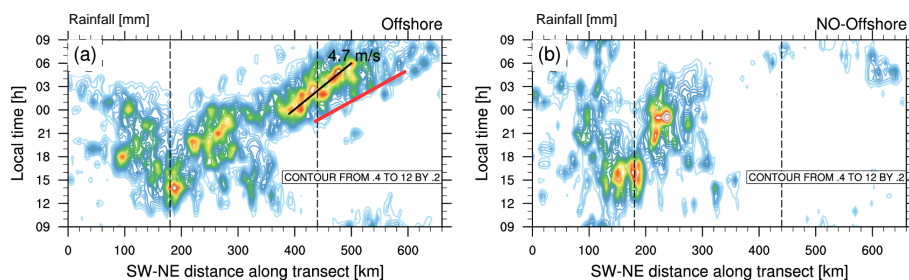 Rainfall [mm]
Offshore
(a)
4.7 m/s
CONTOUR FROM .4 TO 12 BY .2
09
06
03
00
21
18
15
12
09
Local time [h]
0 100 200 300 400 500 600
SW-NE distance along transect [km]
Rainfall [mm]
NO-Offshore
(b)
CONTOUR FROM .4 TO 12 BY .2
09
06
03
00
21
18
15
12
09
Local time [h]
0 100 200 300 400 500 600
SW-NE distance along transect [km]